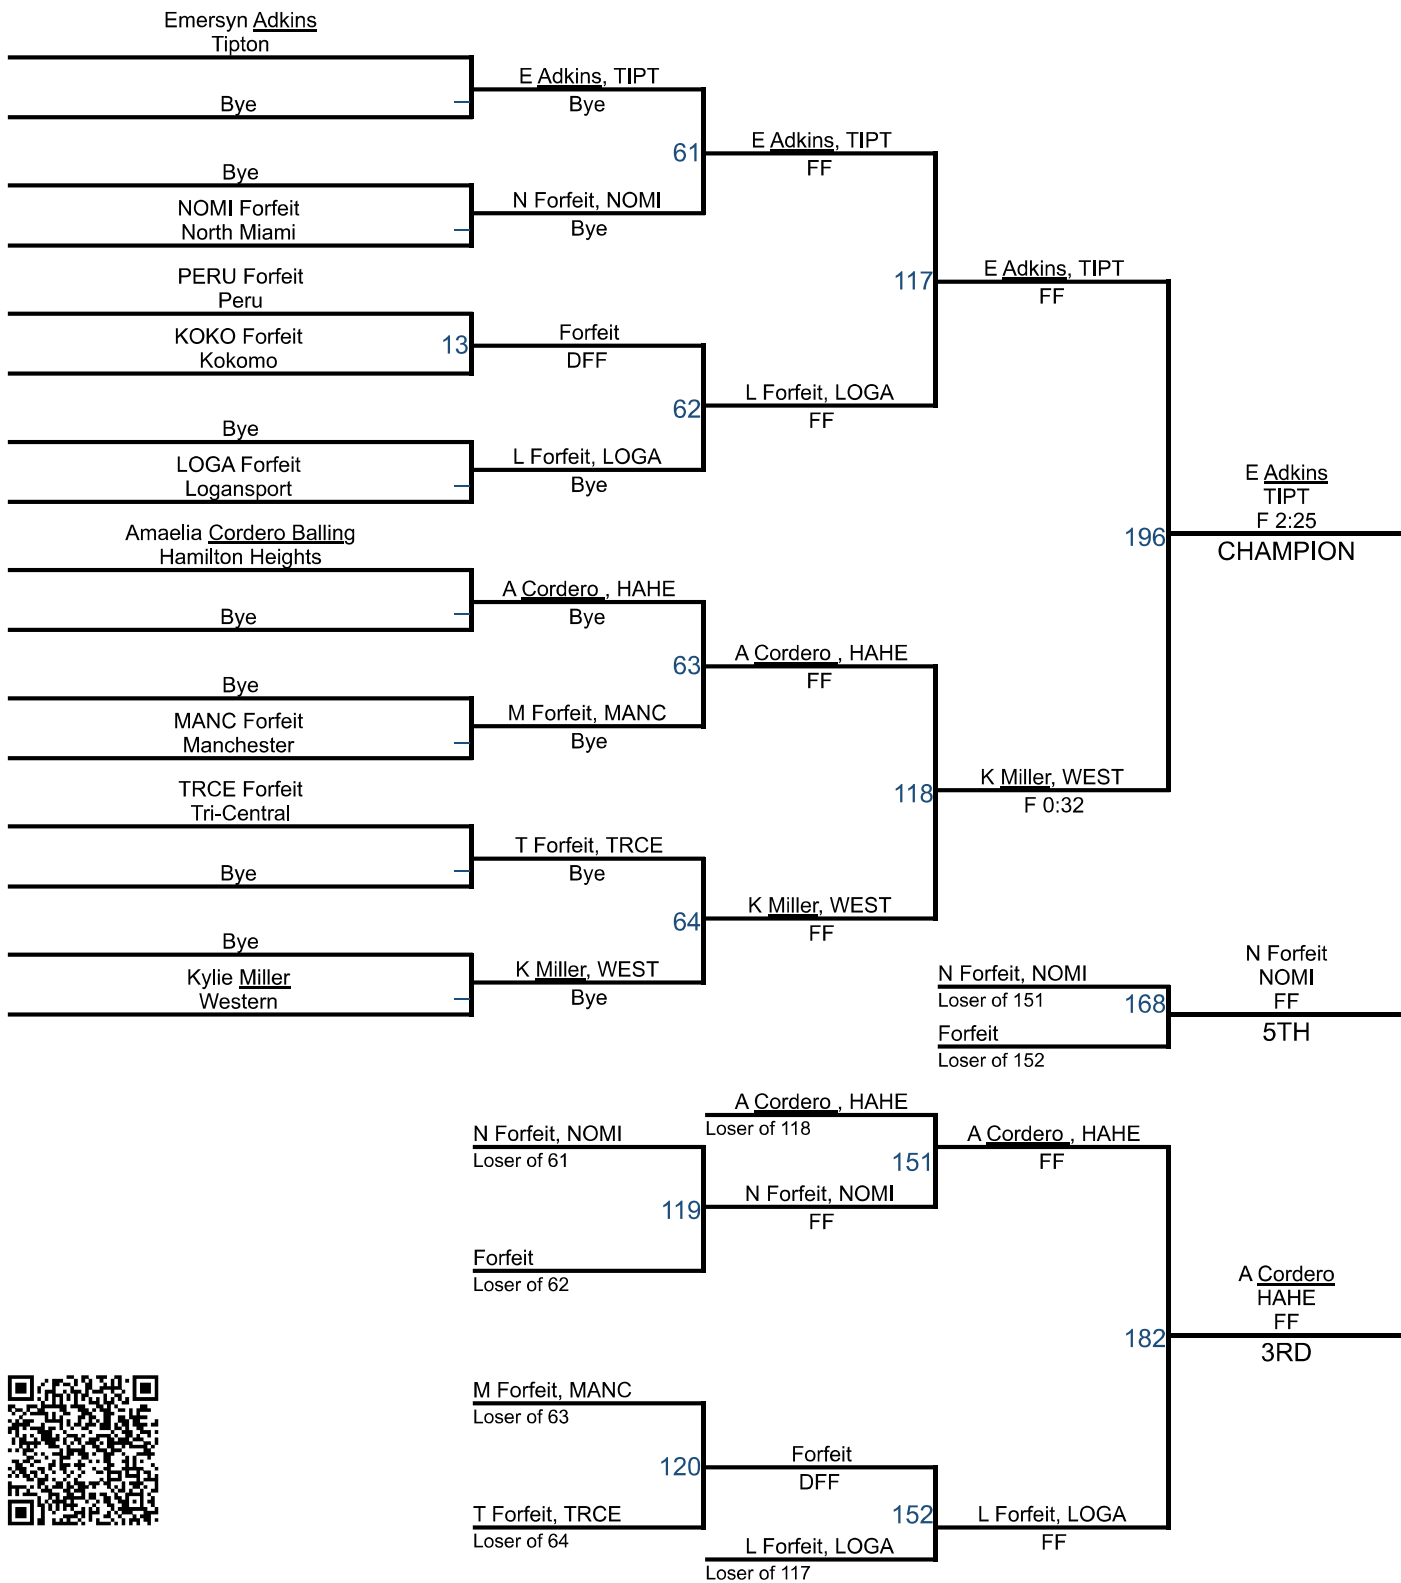 Emersyn Adkins
Tipton
Bye
Bye
NOMI Forfeit
North Miami
PERU Forfeit
Peru
KOKO Forfeit
Kokomo
13
Bye
LOGA Forfeit
Logansport
Amaelia Cordero Balling
Hamilton Heights
Bye
Bye
MANC Forfeit
Manchester
TRCE Forfeit
Tri-Central
Bye
Bye
Kylie Miller
Western
E Adkins, TIPT
Bye
61
N Forfeit, NOMI
Bye
Forfeit
DFF
62
L Forfeit, LOGA
Bye
A Cordero , HAHE
Bye
63
M Forfeit, MANC
Bye
T Forfeit, TRCE
Bye
64
K Miller, WEST
Bye
E Adkins, TIPT
FF
117
L Forfeit, LOGA
FF
A Cordero , HAHE
FF
118
K Miller, WEST
FF
E Adkins, TIPT
FF
196
K Miller, WEST
F 0:32
E Adkins
TIPT
F 2:25
CHAMPION
N Forfeit, NOMI
Loser of 151
168
Forfeit
Loser of 152
N Forfeit
NOMI
FF
5TH
N Forfeit, NOMI
Loser of 61
119
Forfeit
Loser of 62
M Forfeit, MANC
Loser of 63
120
T Forfeit, TRCE
Loser of 64
A Cordero , HAHE
Loser of 118
151
N Forfeit, NOMI
FF
Forfeit
DFF
152
L Forfeit, LOGA
Loser of 117
A Cordero , HAHE
FF
182
L Forfeit, LOGA
FF
A Cordero
HAHE
FF
3RD